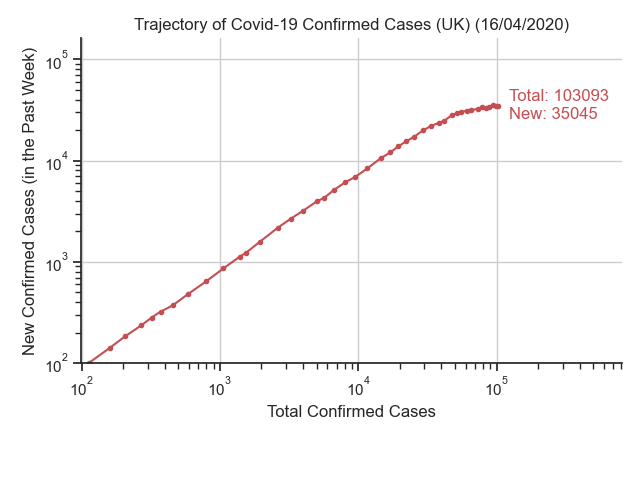 Trajectory of Covid-19 Confirmed Cases (UK) (16/04/2020)
New Confirmed Cases (in the Past Week)
10^5
10^4
10^3
10^2
Total: 103093
New: 35045
10^2 10^3 10^4 10^5
Total Confirmed Cases